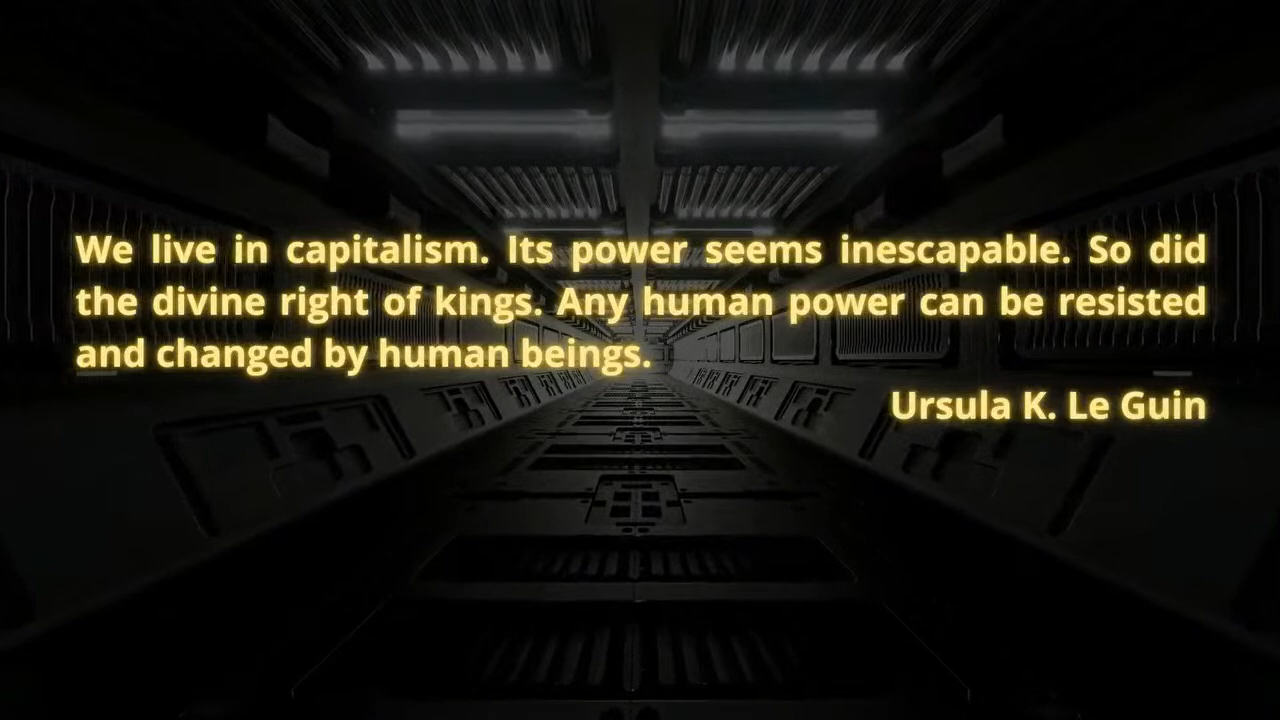 We live in capitalism. Its power seems inescapable. So did
the divine right of kings. Any human power can be resisted
and changed by human beings.
Ursula K. Le Guin